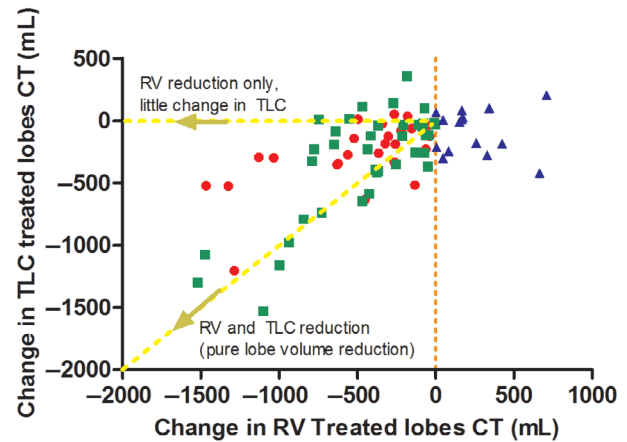 Change in TLC treated lobes CT (mL)
500
0
−500
−1000
−1500
−2000
RV reduction only,
little change in TLC
RV and TLC reduction
(pure lobe volume reduction)
−2000 −1500 −1000 −500 0 500 1000
Change in RV Treated lobes CT (mL)